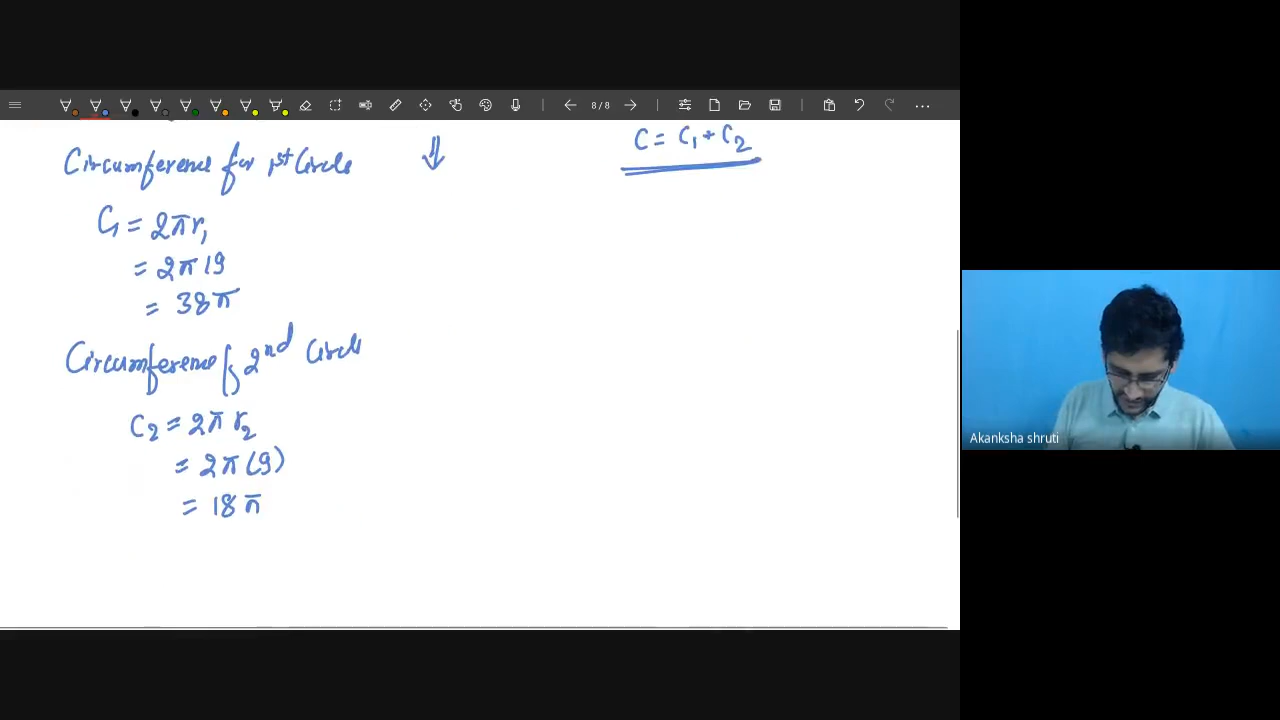 8/8
C = C₁ + C₂
Circumference for 1st Circle
C₁ = 2πr₁
= 2π19
= 38π
Circumference of 2nd Circle
C₂ = 2πr₂
= 2π(9)
= 18π
Akanksha shruti